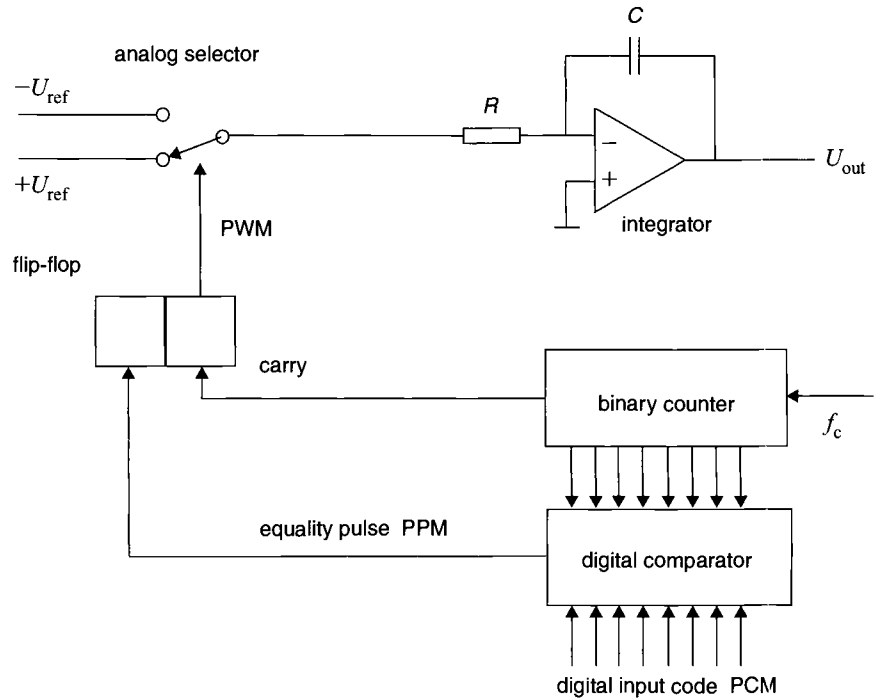 analog selector
−U_ref
+U_ref
C
R
−
+
U_out
integrator
PWM
flip-flop
carry
binary counter
f_c
equality pulse PPM
digital comparator
digital input code PCM